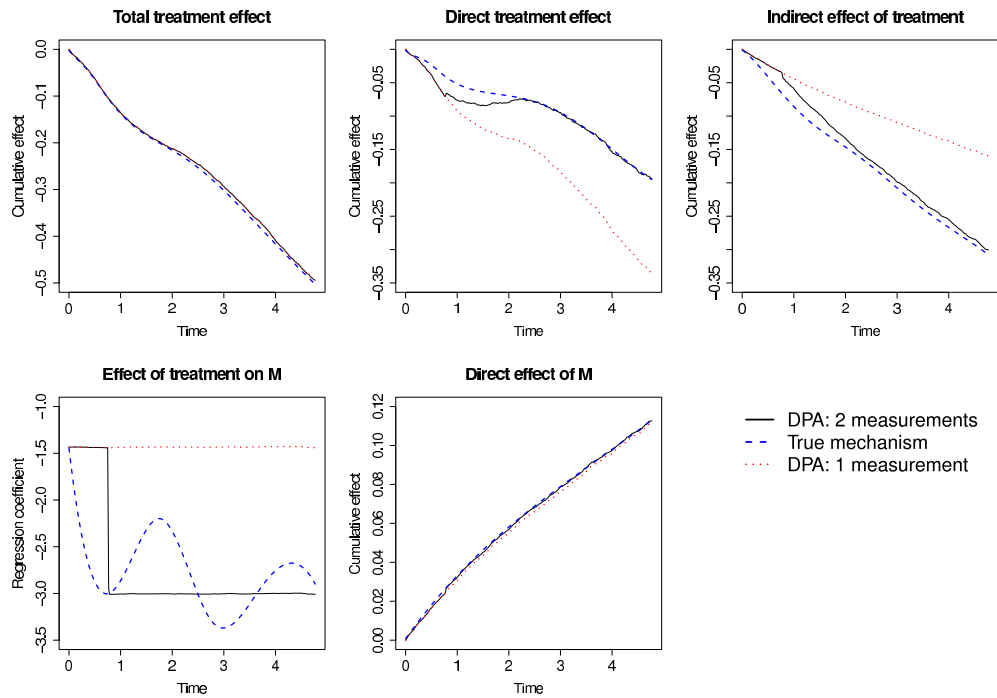 Total treatment effect
Cumulative effect
0.0
−0.1
−0.2
−0.3
−0.4
−0.5
0 1 2 3 4
Time
Direct treatment effect
Cumulative effect
−0.05
−0.15
−0.25
−0.35
0 1 2 3 4
Time
Indirect effect of treatment
Cumulative effect
−0.05
−0.15
−0.25
−0.35
0 1 2 3 4
Time
Effect of treatment on M
Regression coefficient
−1.0
−1.5
−2.0
−2.5
−3.0
−3.5
0 1 2 3 4
Time
Direct effect of M
Cumulative effect
0.12
0.08
0.06
0.04
0.02
0.00
0 1 2 3 4
Time
DPA: 2 measurements
True mechanism
DPA: 1 measurement